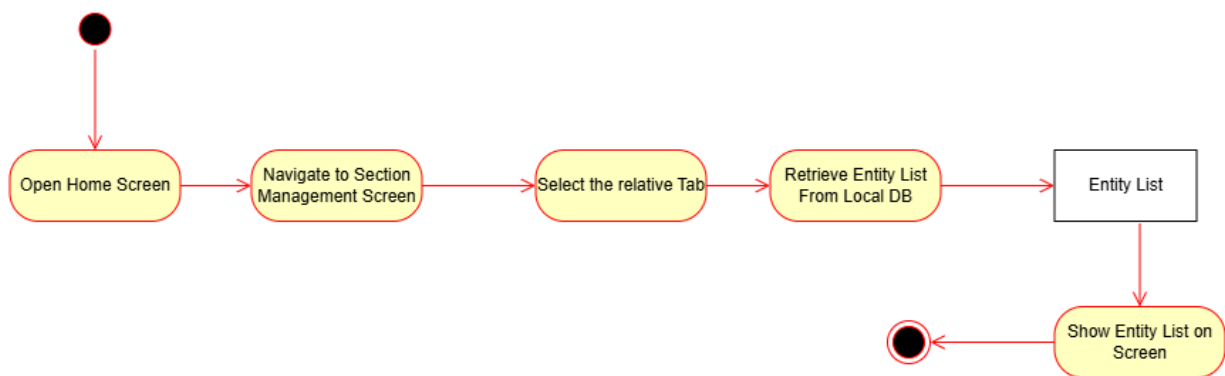 Open Home Screen
Navigate to Section
Management Screen
Select the relative Tab
Retrieve Entity List
From Local DB
Entity List
Show Entity List on
Screen